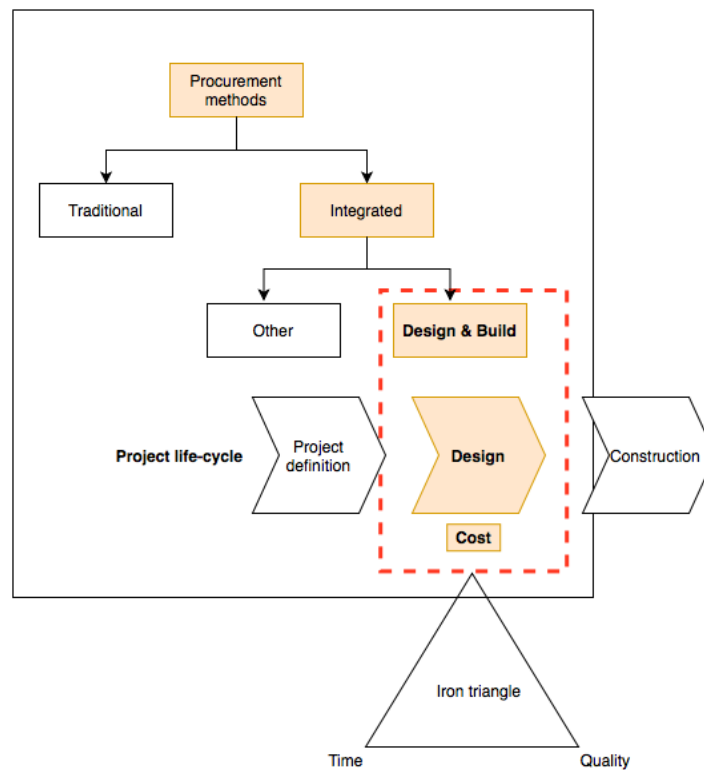 Procurement
methods
Traditional
Integrated
Other
Design & Build
Project life-cycle
Project
definition
Design
Construction
Cost
Iron triangle
Time
Quality